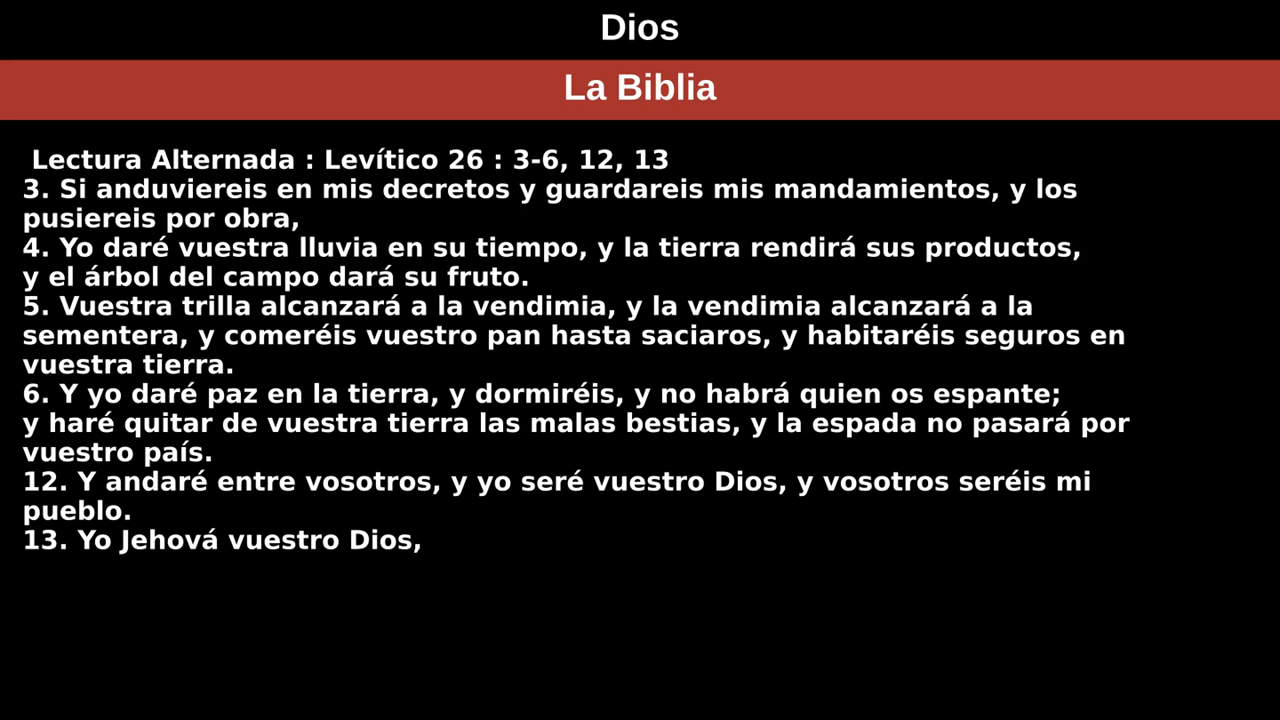 Dios
La Biblia
Lectura Alternada : Levítico 26 : 3-6, 12, 13
3. Si anduviereis en mis decretos y guardareis mis mandamientos, y los
pusiereis por obra,
4. Yo daré vuestra lluvia en su tiempo, y la tierra rendirá sus productos,
y el árbol del campo dará su fruto.
5. Vuestra trilla alcanzará a la vendimia, y la vendimia alcanzará a la
sementera, y comeréis vuestro pan hasta saciaros, y habitaréis seguros en
vuestra tierra.
6. Y yo daré paz en la tierra, y dormiréis, y no habrá quien os espante;
y haré quitar de vuestra tierra las malas bestias, y la espada no pasará por
vuestro país.
12. Y andaré entre vosotros, y yo seré vuestro Dios, y vosotros seréis mi
pueblo.
13. Yo Jehová vuestro Dios,